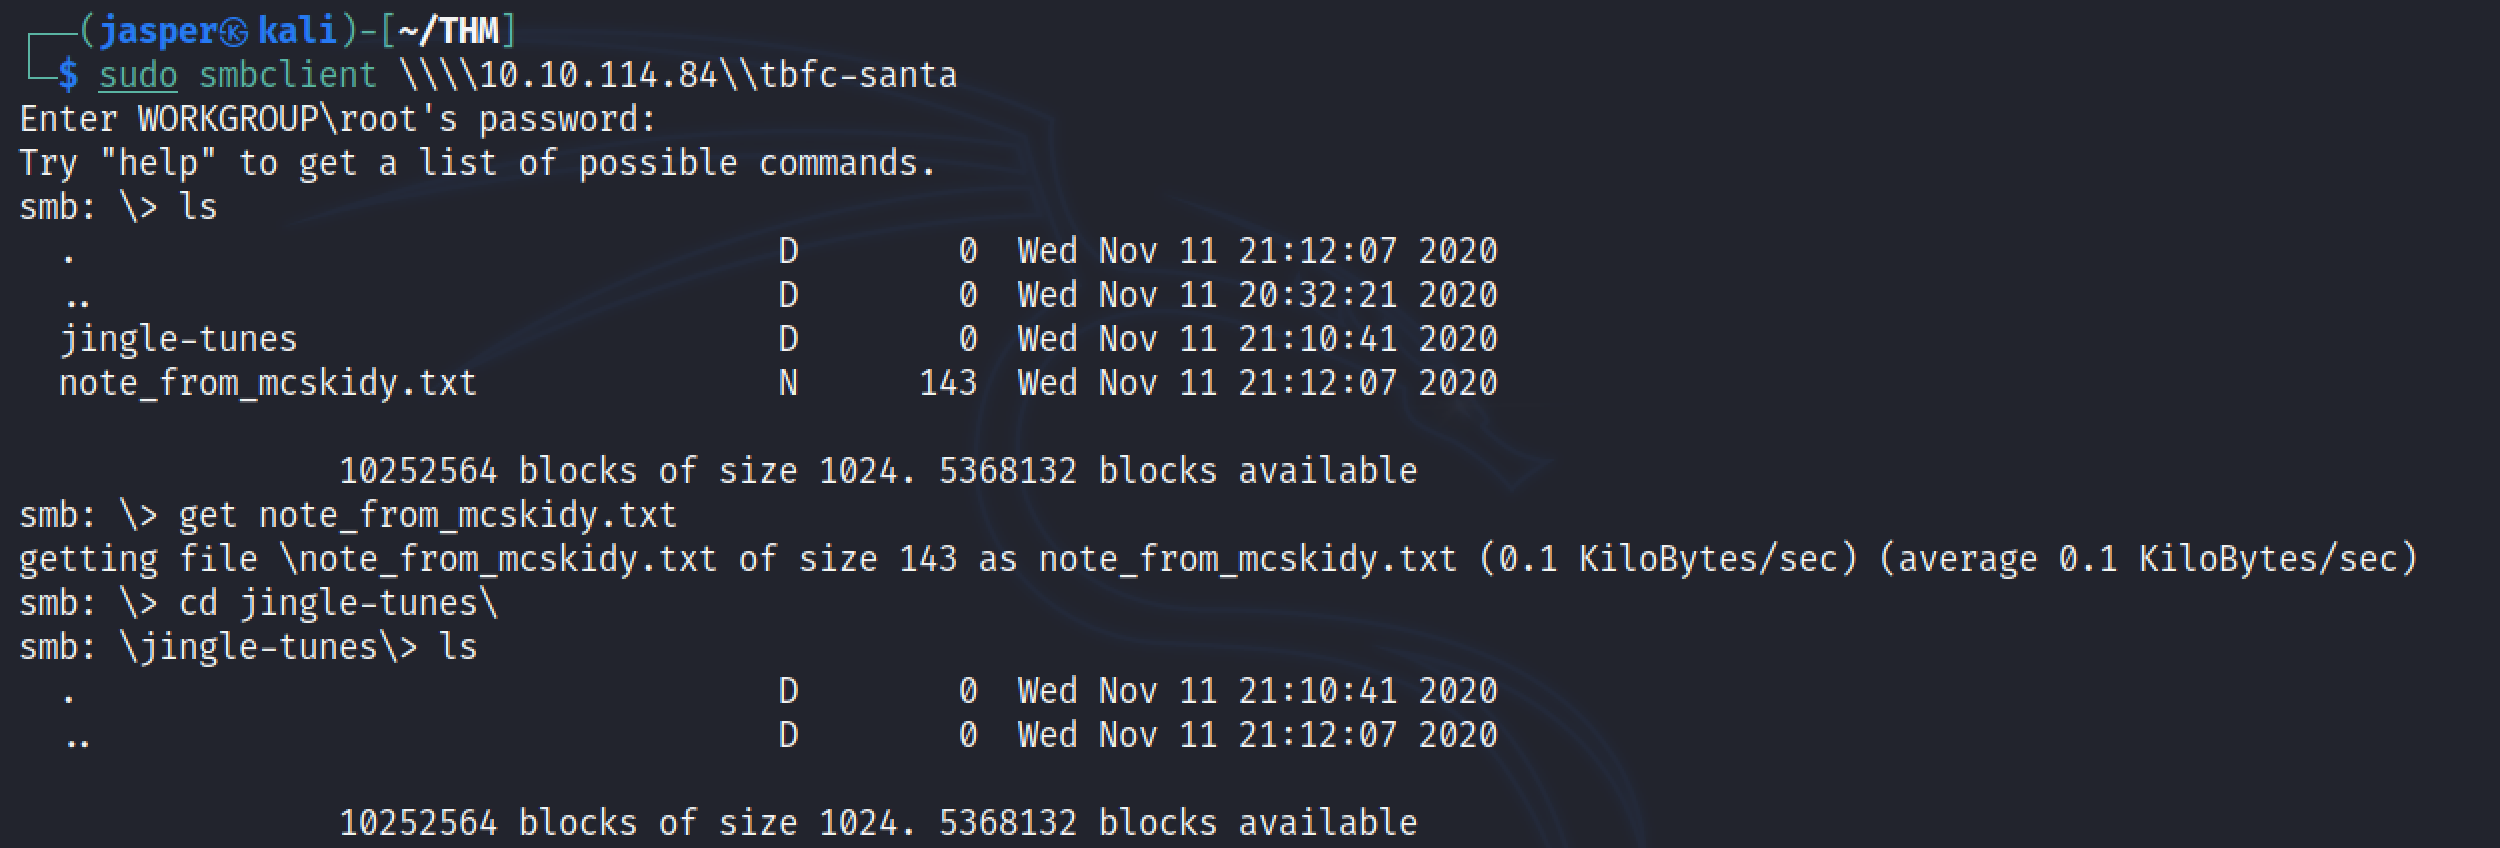 (jasper㉿kali)-[~/THM]
$ sudo smbclient \\\\10.10.114.84\\tbfc-santa
Enter WORKGROUP\root's password:
Try "help" to get a list of possible commands.
smb: \> ls
  .                                   D        0  Wed Nov 11 21:12:07 2020
  ..                                  D        0  Wed Nov 11 20:32:21 2020
  jingle-tunes                        D        0  Wed Nov 11 21:10:41 2020
  note_from_mcskidy.txt               N      143  Wed Nov 11 21:12:07 2020

                10252564 blocks of size 1024. 5368132 blocks available
smb: \> get note_from_mcskidy.txt
getting file \note_from_mcskidy.txt of size 143 as note_from_mcskidy.txt (0.1 KiloBytes/sec) (average 0.1 KiloBytes/sec)
smb: \> cd jingle-tunes\
smb: \jingle-tunes\> ls
  .                                   D        0  Wed Nov 11 21:10:41 2020
  ..                                  D        0  Wed Nov 11 21:12:07 2020

                10252564 blocks of size 1024. 5368132 blocks available